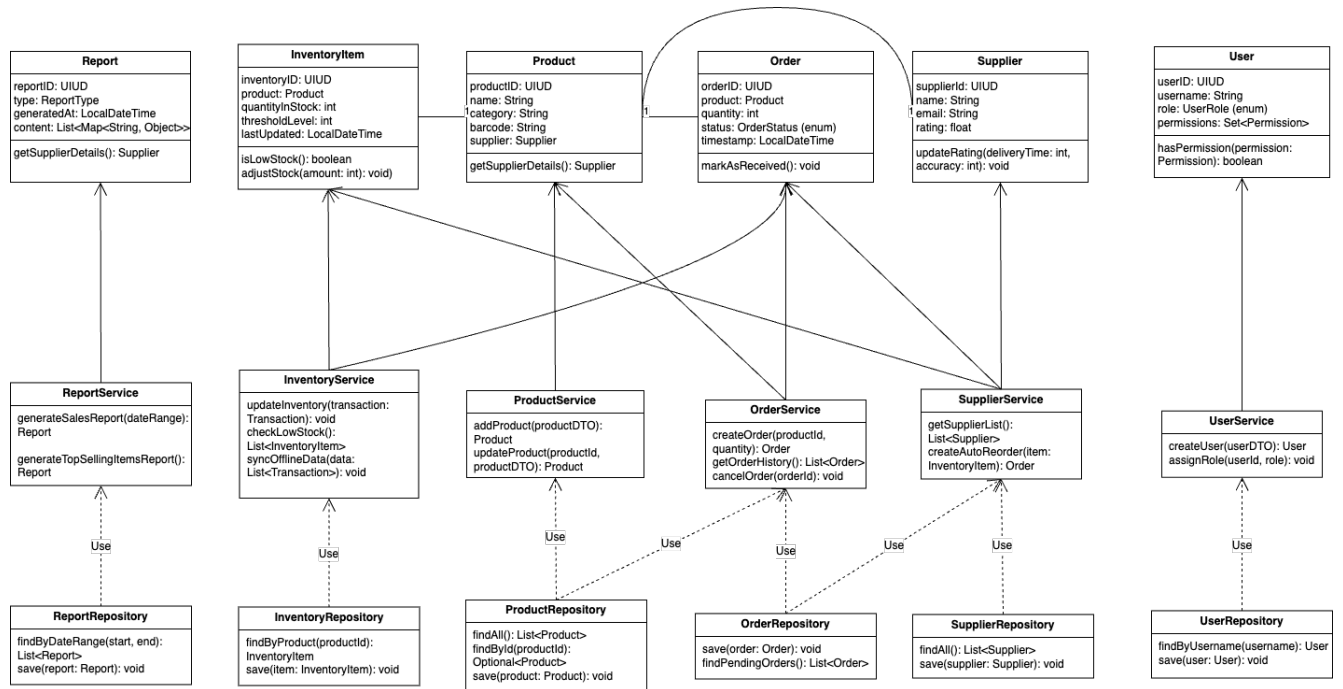 Report
reportID: UIUD
type: ReportType
generatedAt: LocalDateTime
content: List<Map<String, Object>>
getSupplierDetails(): Supplier
InventoryItem
inventoryID: UIUD
product: Product
quantityInStock: int
thresholdLevel: int
lastUpdated: LocalDateTime
isLowStock(): boolean
adjustStock(amount: int): void)
1
Product
productID: UIUD
name: String
category: String
barcode: String
supplier: Supplier
getSupplierDetails(): Supplier
1
Order
orderID: UIUD
product: Product
quantity: int
status: OrderStatus (enum)
timestamp: LocalDateTime
markAsReceived(): void
1
Supplier
supplierId: UIUD
name: String
email: String
rating: float
updateRating(deliveryTime: int,
accuracy: int): void
User
userID: UIUD
username: String
role: UserRole (enum)
permissions: Set<Permission>
hasPermission(permission:
Permission): boolean
ReportService
generateSalesReport(dateRange):
Report
generateTopSellingItemsReport():
Report
InventoryService
updateInventory(transaction:
Transaction): void
checkLowStock():
List<InventoryItem>
syncOfflineData(data:
List<Transaction>): void
ProductService
addProduct(productDTO):
Product
updateProduct(productId,
productDTO): Product
OrderService
createOrder(productId,
quantity): Order
getOrderHistory(): List<Order>
cancelOrder(orderId): void
SupplierService
getSupplierList():
List<Supplier>
createAutoReorder(item:
InventoryItem): Order
UserService
createUser(userDTO): User
assignRole(userId, role): void
Use
Use
Use
Use
Use
Use
Use
Use
ReportRepository
findByDateRange(start, end):
List<Report>
save(report: Report): void
InventoryRepository
findByProduct(productId):
InventoryItem
save(item: InventoryItem): void
ProductRepository
findAll(): List<Product>
findById(productId):
Optional<Product>
save(product: Product): void
OrderRepository
save(order: Order): void
findPendingOrders(): List<Order>
SupplierRepository
findAll(): List<Supplier>
save(supplier: Supplier): void
UserRepository
findByUsername(username): User
save(user: User): void